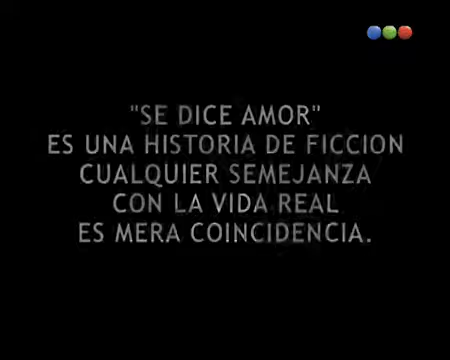 "SE DICE AMOR"
ES UNA HISTORIA DE FICCION
CUALQUIER SEMEJANZA
CON LA VIDA REAL
ES MERA COINCIDENCIA.